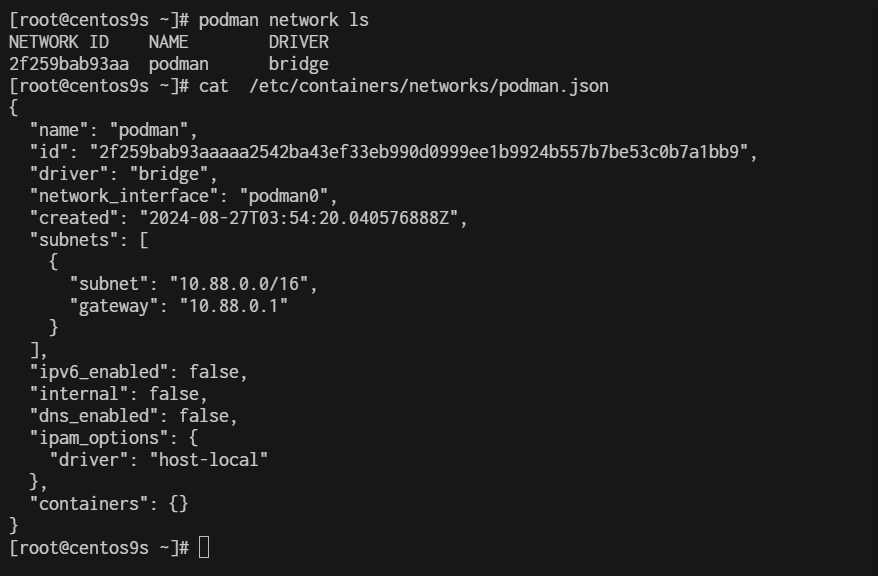 [root@centos9s ~]# podman network ls
NETWORK ID    NAME        DRIVER
2f259bab93aa  podman      bridge
[root@centos9s ~]# cat  /etc/containers/networks/podman.json
{
  "name": "podman",
  "id": "2f259bab93aaaaa2542ba43ef33eb990d0999ee1b9924b557b7be53c0b7a1bb9",
  "driver": "bridge",
  "network_interface": "podman0",
  "created": "2024-08-27T03:54:20.040576888Z",
  "subnets": [
    {
      "subnet": "10.88.0.0/16",
      "gateway": "10.88.0.1"
    }
  ],
  "ipv6_enabled": false,
  "internal": false,
  "dns_enabled": false,
  "ipam_options": {
    "driver": "host-local"
  },
  "containers": {}
}
[root@centos9s ~]#